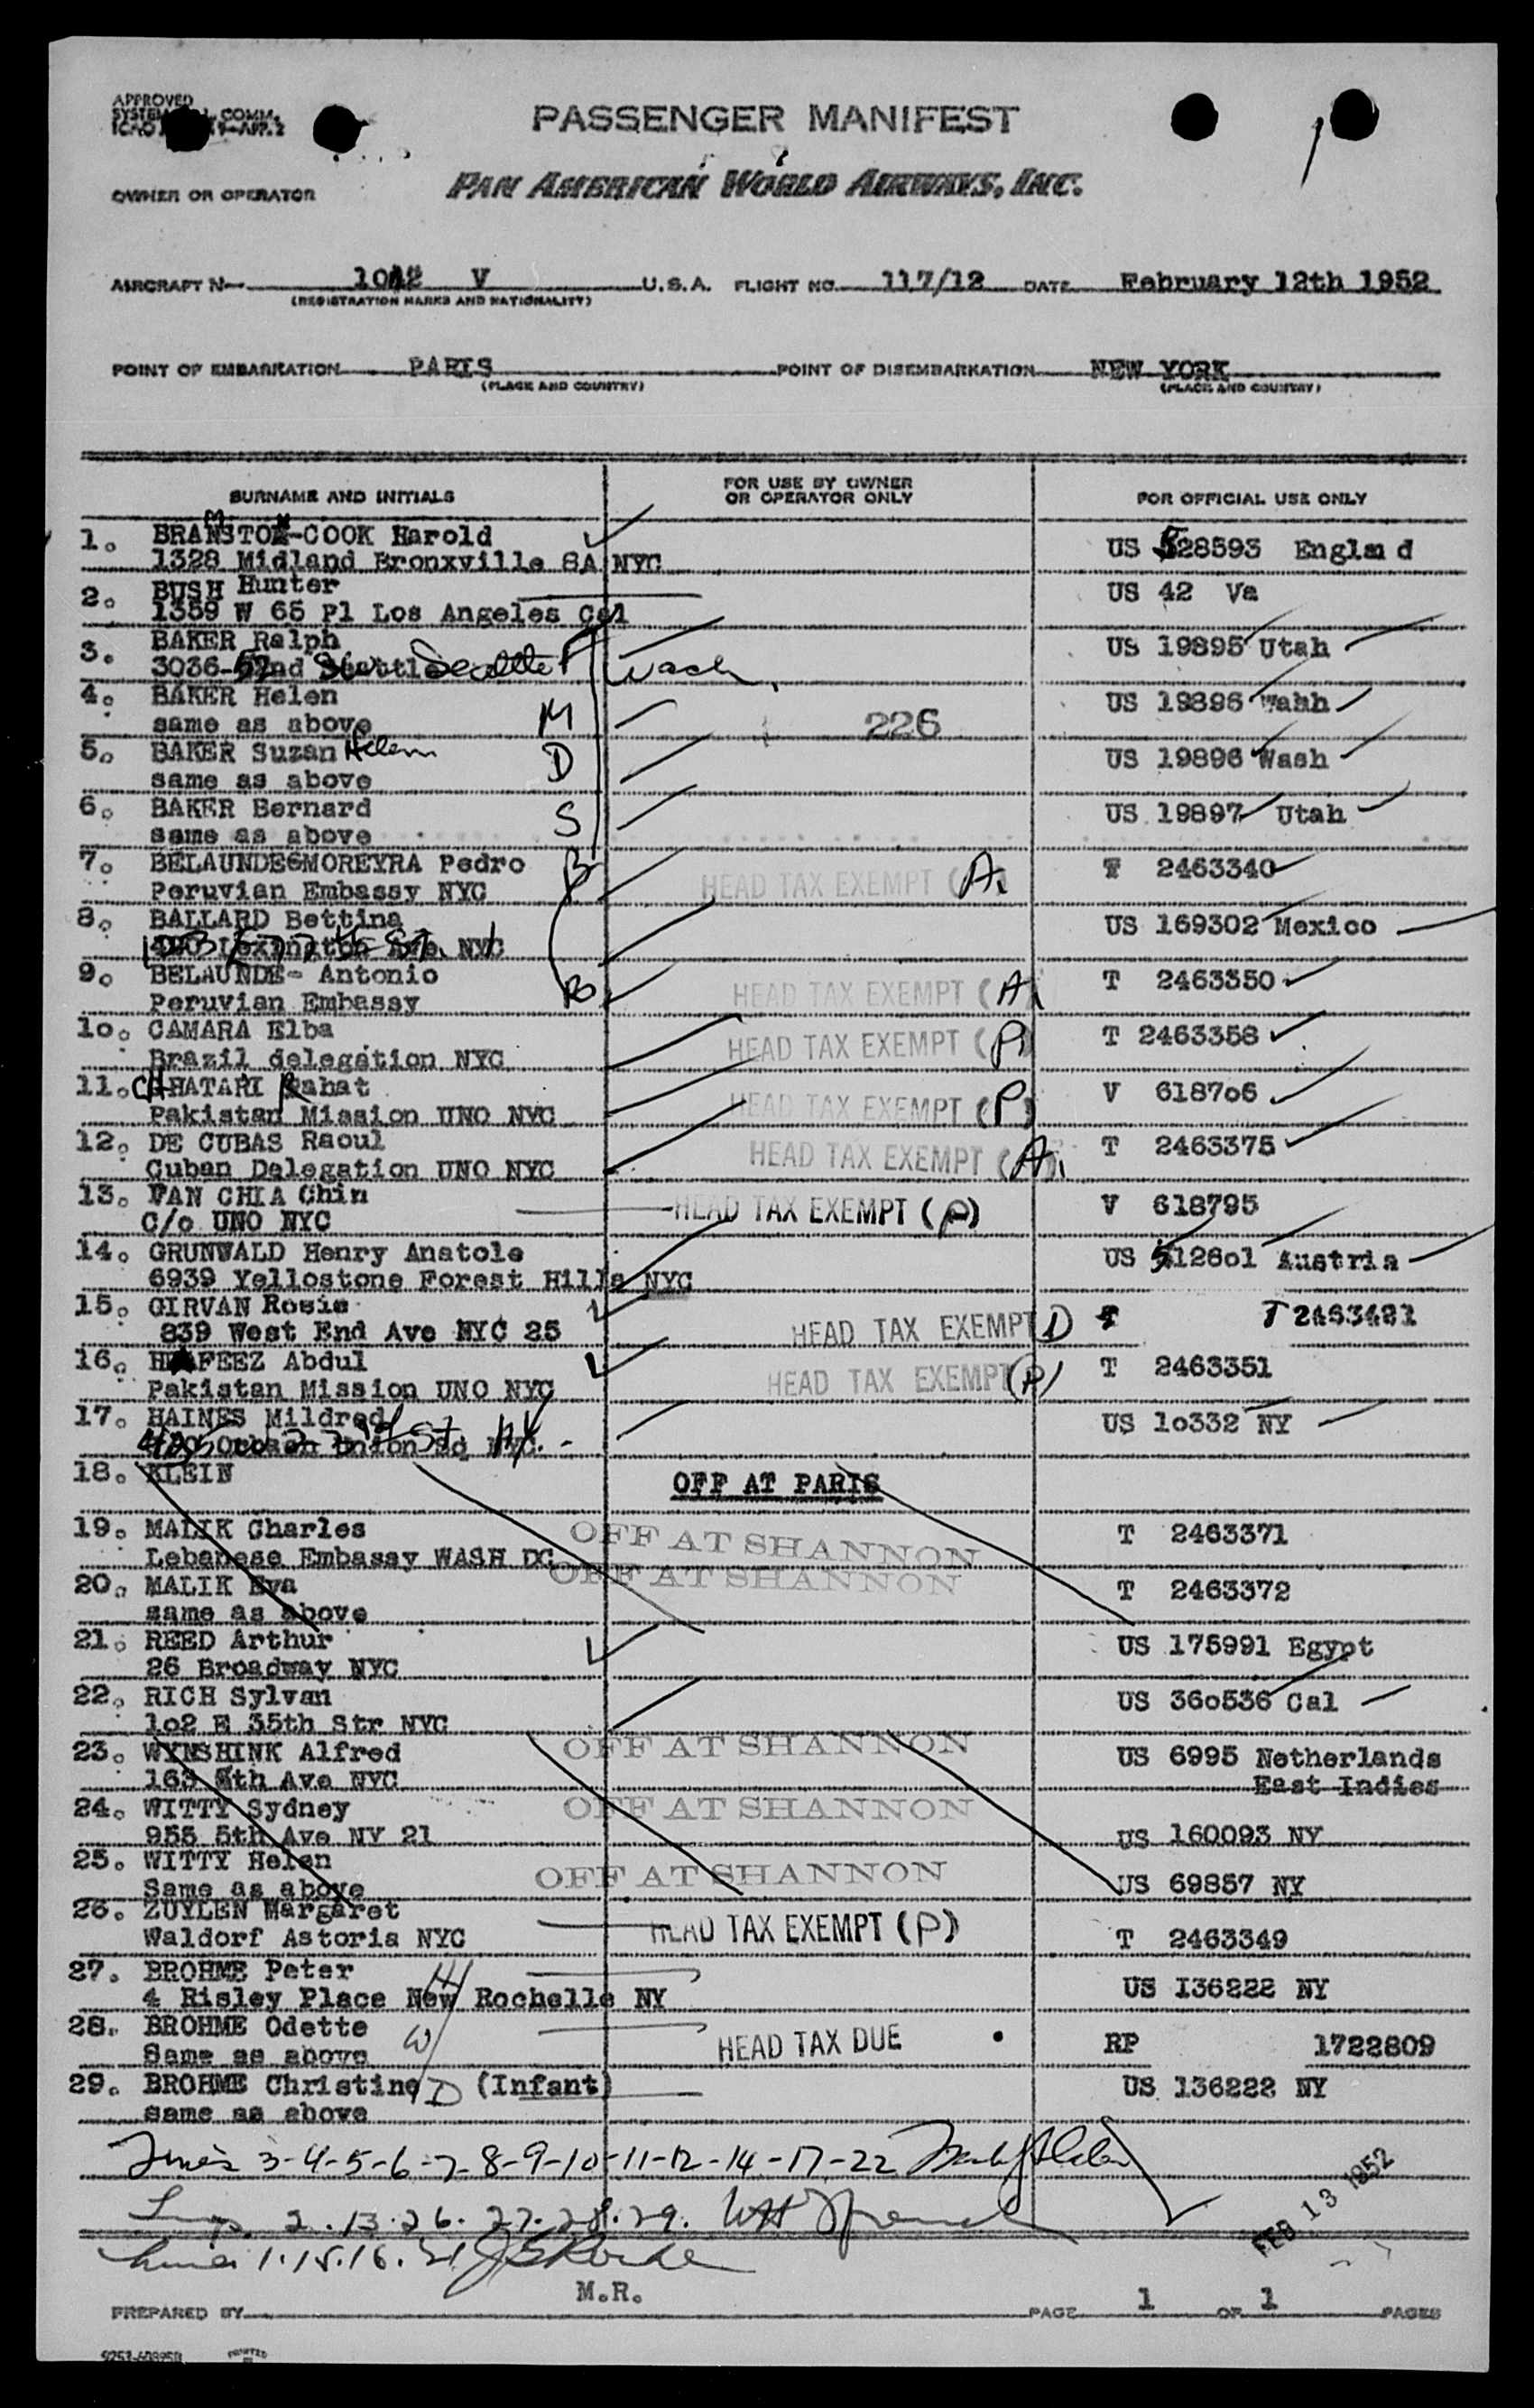 APPROVED
PASSENGER MANIFEST
OWNER OR OPERATOR
PAN AMERICAN WORLD AIRWAYS, INC.
AIRCRAFT N— 1042 V U.S.A. FLIGHT NO. 117/12 DATE February 12th 1952
(REGISTRATION MARKS AND NATIONALITY)
POINT OF EMBARKATION PARIS POINT OF DISEMBARKATION NEW YORK
(PLACE AND COUNTRY) (PLACE AND COUNTRY)
SURNAME AND INITIALS FOR USE BY OWNER OR OPERATOR ONLY FOR OFFICIAL USE ONLY
1. BRAMSTON-COOK Harold US 528593 England
1328 Midland Bronxville 8A NYC
2. BUSH Hunter US 42 Va
1359 W 65 Pl Los Angeles Cal
3. BAKER Ralph US 19895 Utah
3036-52nd Seattle F Wash.
4. BAKER Helen US 19896 Wahh
same as above M 226
5. BAKER Suzan Helen US 19896 Wash
same as above D
6. BAKER Bernard US 19897 Utah
same as above S
7. BELAUNDE&MOREYRA Pedro B HEAD TAX EXEMPT (A) T 2463340
Peruvian Embassy NYC
8. BALLARD Bettina US 169302 Mexico
NYC
9. BELAUNDE- Antonio HEAD TAX EXEMPT (A) T 2463350
Peruvian Embassy Bo
10. CAMARA Elba HEAD TAX EXEMPT (P) T 2463358
Brazil delegation NYC
11. CHHATARI Rahat HEAD TAX EXEMPT (P) V 618706
Pakistan Mission UNO NYC
12. DE CUBAS Raoul HEAD TAX EXEMPT (A) T 2463375
Cuban Delegation UNO NYC
13. FAN CHIA Chin HEAD TAX EXEMPT (P) V 618795
C/o UNO NYC
14. GRUNWALD Henry Anatole US 512601 Austria
6939 Yellostone Forest Hills NYC
15. GIRVAN Rosie HEAD TAX EXEMPT D T 2463421
839 West End Ave NYC 25
16. HAFEEZ Abdul HEAD TAX EXEMPT (P) T 2463351
Pakistan Mission UNO NYC
17. HAINES Mildred US 10332 NY
Union Sq NYC
18. KLEIN OFF AT PARIS
19. MALIK Charles OFF AT SHANNON T 2463371
Lebanese Embassy WASH DC
20. MALIK Eva OFF AT SHANNON T 2463372
same as above
21. REED Arthur US 175991 Egypt
26 Broadway NYC
22. RICH Sylvan US 360536 Cal
102 E 35th Str NYC
23. WYNSHINK Alfred OFF AT SHANNON US 6995 Netherlands
163 8th Ave NYC East Indies
24. WITTY Sydney OFF AT SHANNON
955 5th Ave NY 21 US 160093 NY
25. WITTY Helen OFF AT SHANNON US 69857 NY
Same as above
26. ZUYLEN Margaret HEAD TAX EXEMPT (P)
Waldorf Astoria NYC T 2463349
27. BROHME Peter H US I36222 NY
4 Risley Place New Rochelle NY
28. BROHME Odette W HEAD TAX DUE RP 1722809
Same as above
29. BROHME Christine D (Infant) US 136222 NY
same as above
Lines 3-4-5-6-7-8-9-10-11-12-14-17-22
2.13.26.27.28.29.
Lines 1.15.16.21
FEB 13 1952
M.R.
PREPARED BY PAGE 1 OF 1 PAGES